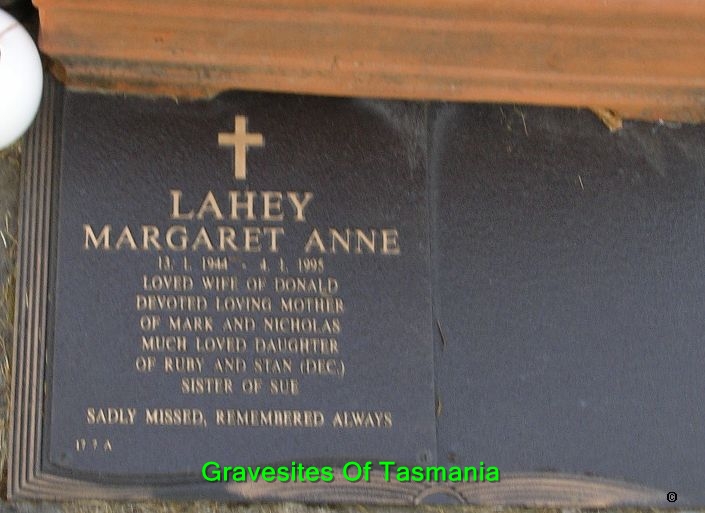 LAHEY
MARGARET ANNE
13. 1. 1944 - 4. 1. 1995
LOVED WIFE OF DONALD
DEVOTED LOVING MOTHER
OF MARK AND NICHOLAS
MUCH LOVED DAUGHTER
OF RUBY AND STAN (DEC.)
SISTER OF SUE
SADLY MISSED, REMEMBERED ALWAYS
17 7 A
Gravesites Of Tasmania
©